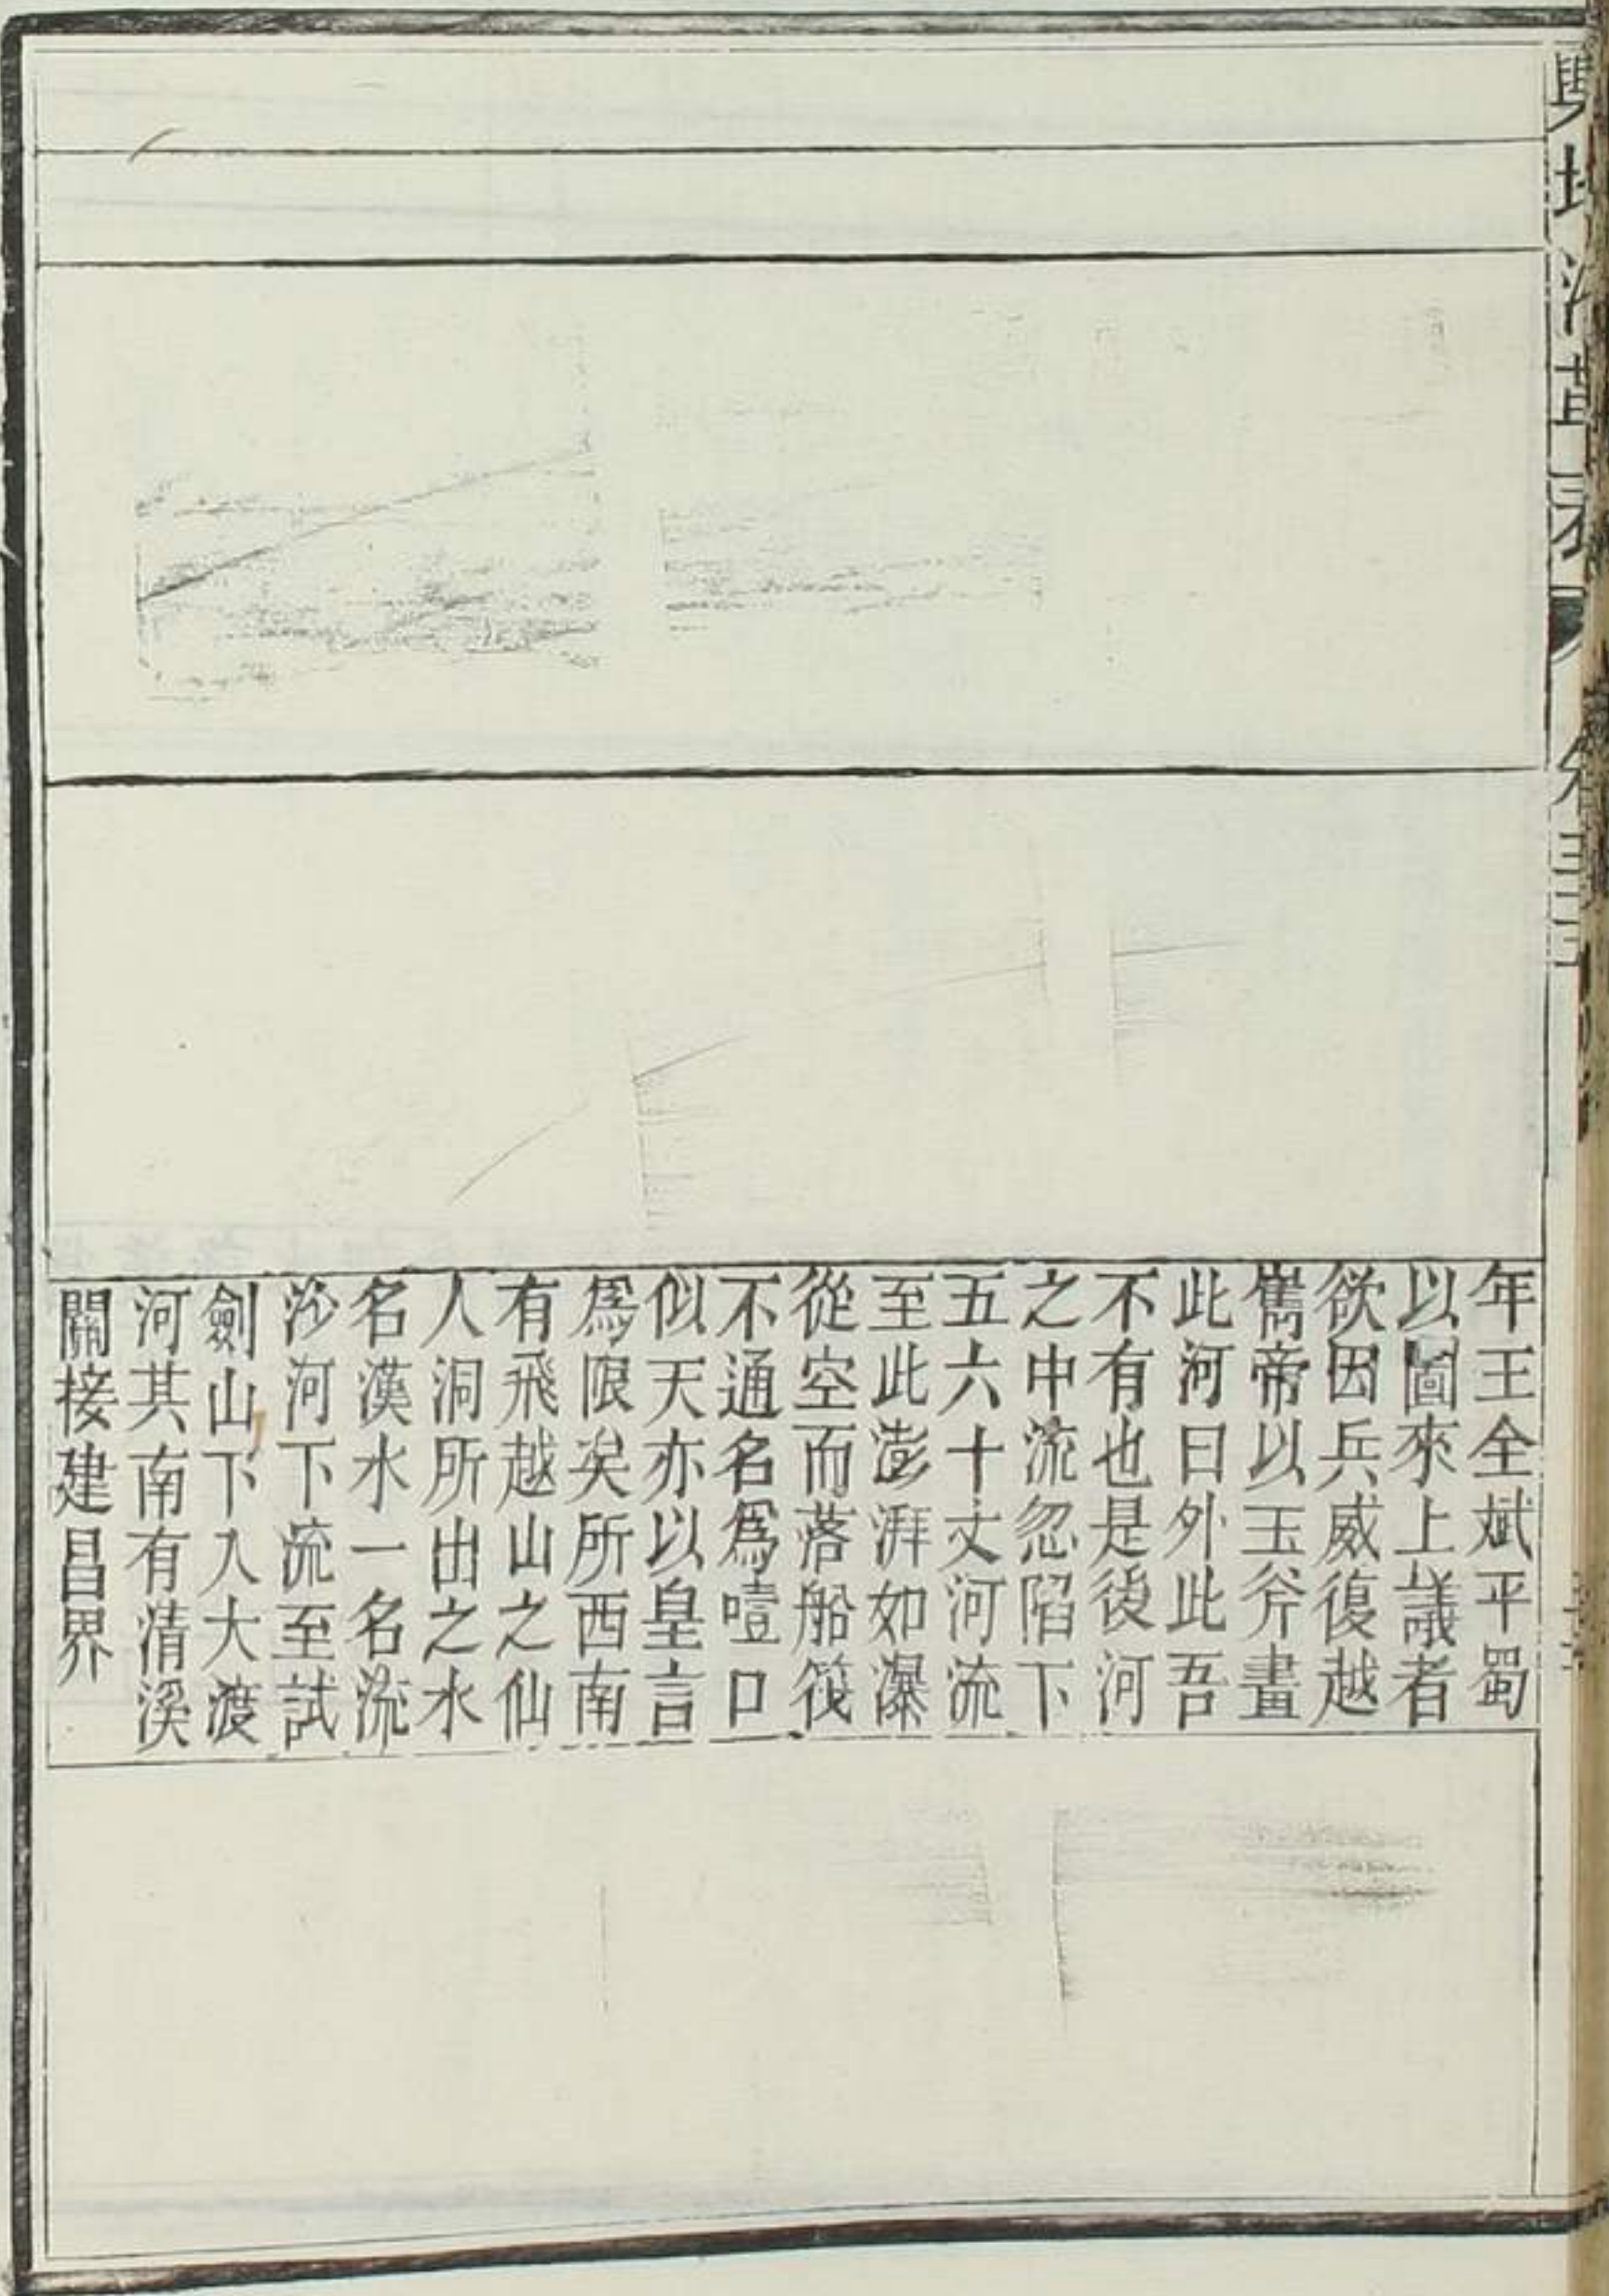 年王全斌平蜀
以圖來上議者
欲因兵威復越
雟帝以玉斧畫
此河曰外此吾
不有也是後河
之中流忽陷下
五六十丈河流
至此澎湃如瀑
從空而落船筏
不通名爲噎口
似天亦以皇言
爲限矣所西南
有飛越山之仙
人洞所出之水
名漢水一名流
沙河下流至試
劍山下入大渡
河其南有清溪
關接建昌界